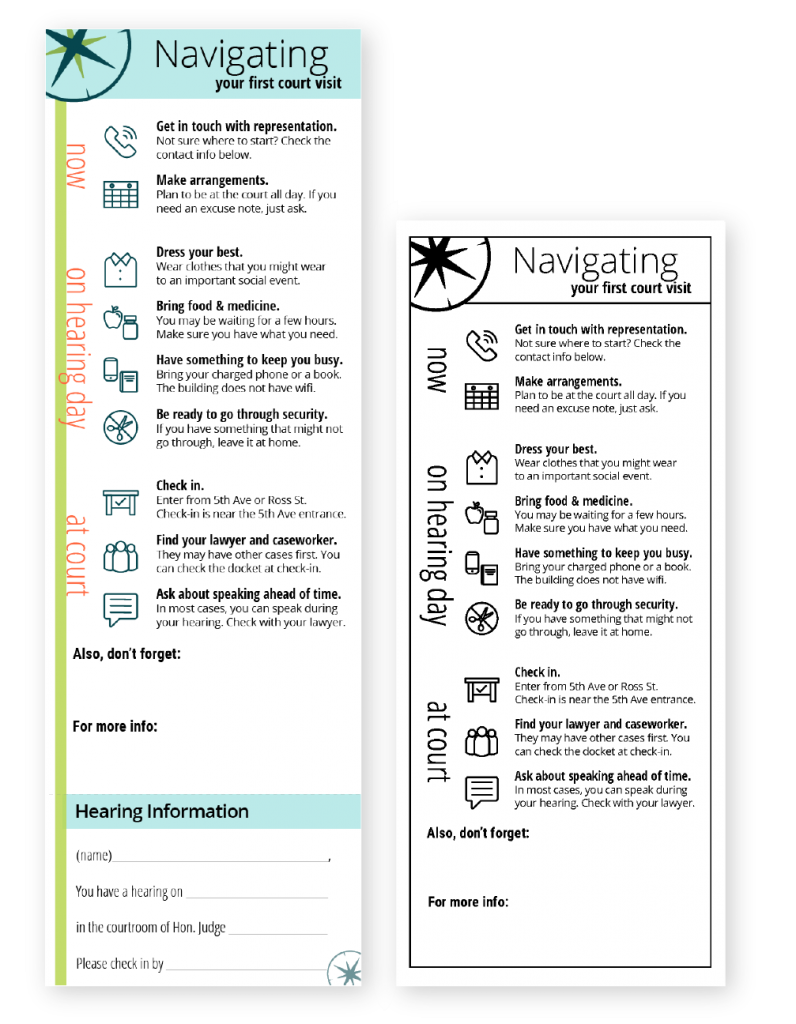 Navigating
your first court visit
now
Get in touch with representation.
Not sure where to start? Check the
contact info below.
Make arrangements.
Plan to be at the court all day. If you
need an excuse note, just ask.
on hearing day
Dress your best.
Wear clothes that you might wear
to an important social event.
Bring food & medicine.
You may be waiting for a few hours.
Make sure you have what you need.
Have something to keep you busy.
Bring your charged phone or a book.
The building does not have wifi.
Be ready to go through security.
If you have something that might not
go through, leave it at home.
at court
Check in.
Enter from 5th Ave or Ross St.
Check-in is near the 5th Ave entrance.
Find your lawyer and caseworker.
They may have other cases first. You
can check the docket at check-in.
Ask about speaking ahead of time.
In most cases, you can speak during
your hearing. Check with your lawyer.
Also, don't forget:
For more info:
Hearing Information
(name)______________________________,
You have a hearing on ____________________
in the courtroom of Hon. Judge ______________
Please check in by _______________________
Navigating
your first court visit
now
Get in touch with representation.
Not sure where to start? Check the
contact info below.
Make arrangements.
Plan to be at the court all day. If you
need an excuse note, just ask.
on hearing day
Dress your best.
Wear clothes that you might wear
to an important social event.
Bring food & medicine.
You may be waiting for a few hours.
Make sure you have what you need.
Have something to keep you busy.
Bring your charged phone or a book.
The building does not have wifi.
Be ready to go through security.
If you have something that might not
go through, leave it at home.
at court
Check in.
Enter from 5th Ave or Ross St.
Check-in is near the 5th Ave entrance.
Find your lawyer and caseworker.
They may have other cases first. You
can check the docket at check-in.
Ask about speaking ahead of time.
In most cases, you can speak during
your hearing. Check with your lawyer.
Also, don't forget:
For more info: